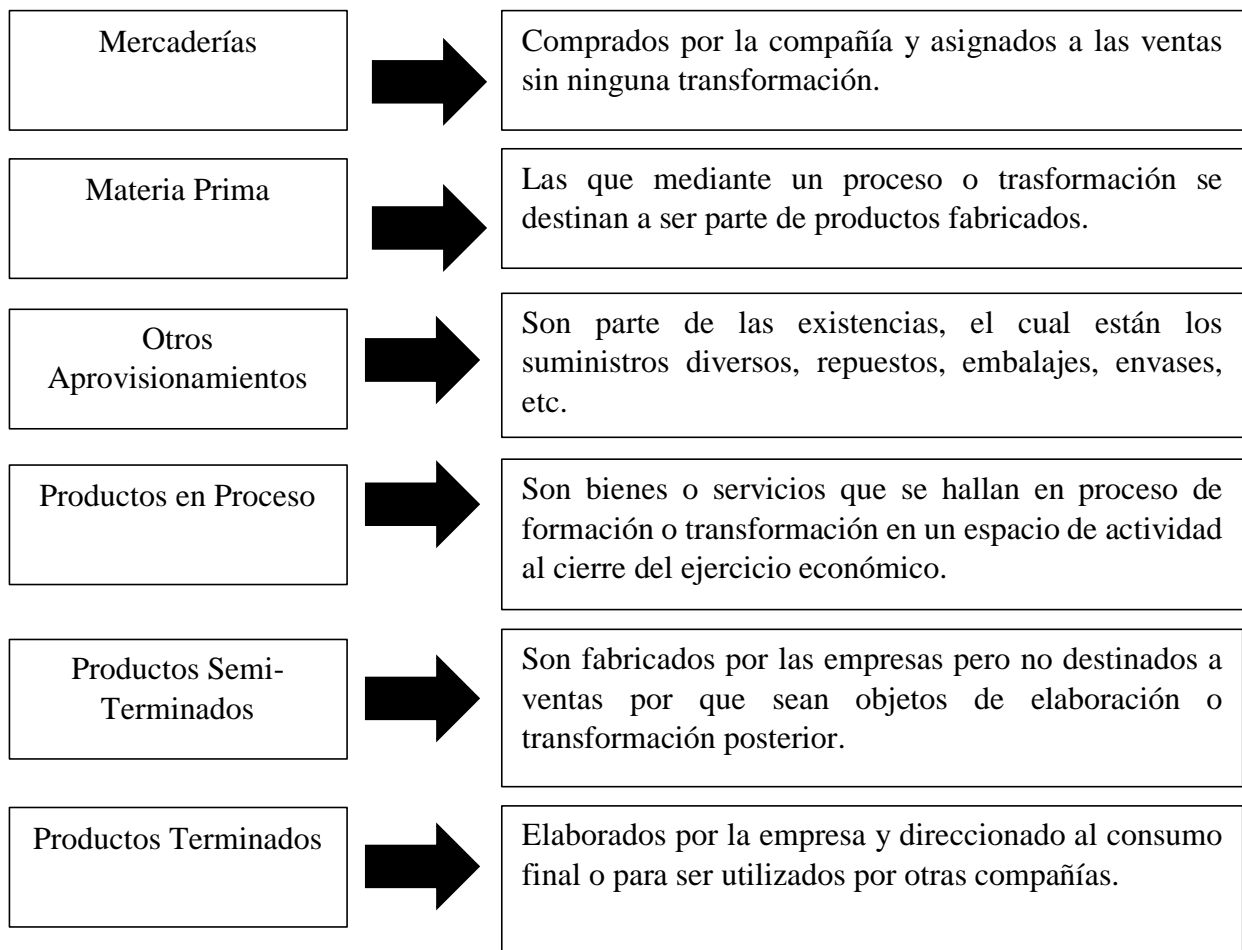 Mercaderías
Comprados por la compañía y asignados a las ventas
sin ninguna transformación.
Materia Prima
Las que mediante un proceso o trasformación se
destinan a ser parte de productos fabricados.
Otros
Aprovisionamientos
Son parte de las existencias, el cual están los
suministros diversos, repuestos, embalajes, envases,
etc.
Productos en Proceso
Son bienes o servicios que se hallan en proceso de
formación o transformación en un espacio de actividad
al cierre del ejercicio económico.
Productos Semi-
Terminados
Son fabricados por las empresas pero no destinados a
ventas por que sean objetos de elaboración o
transformación posterior.
Productos Terminados
Elaborados por la empresa y direccionado al consumo
final o para ser utilizados por otras compañías.